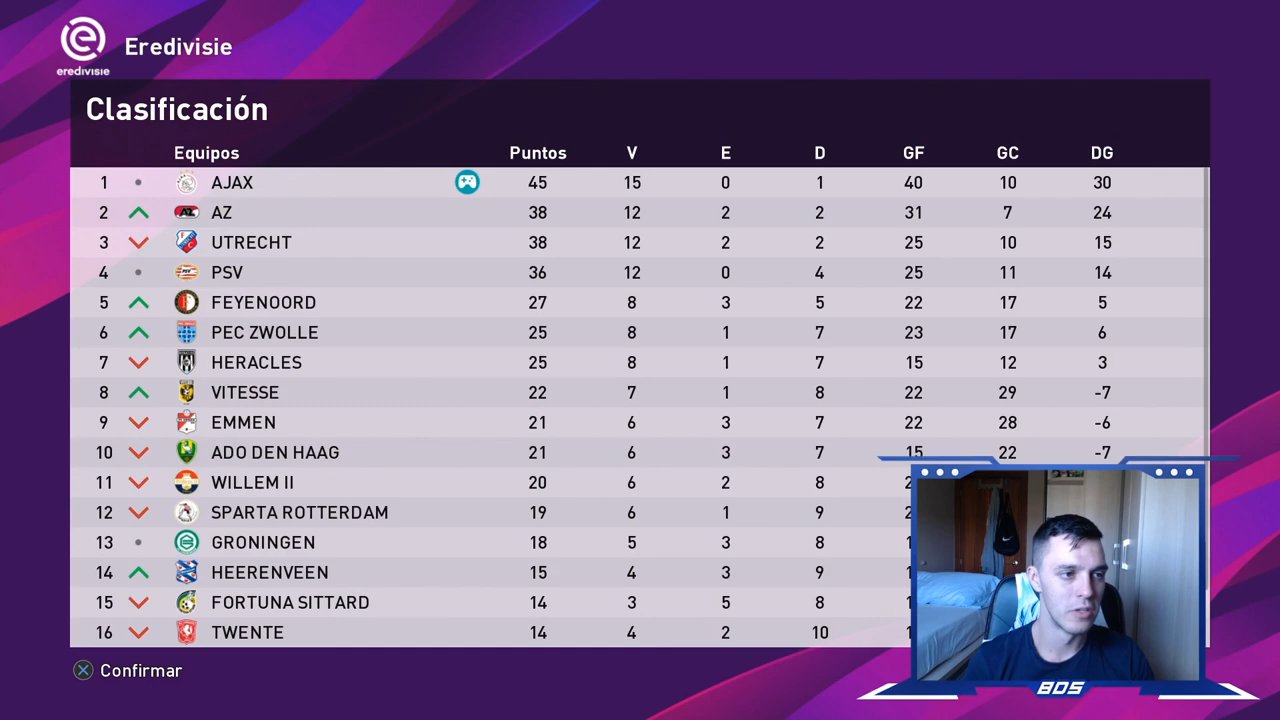 Eredivisie
eredivisie
Clasificación
Equipos Puntos V E D GF GC DG
1 AJAX 45 15 0 1 40 10 30
2 AZ 38 12 2 2 31 7 24
3 UTRECHT 38 12 2 2 25 10 15
4 PSV 36 12 0 4 25 11 14
5 FEYENOORD 27 8 3 5 22 17 5
6 PEC ZWOLLE 25 8 1 7 23 17 6
7 HERACLES 25 8 1 7 15 12 3
8 VITESSE 22 7 1 8 22 29 -7
9 EMMEN 21 6 3 7 22 28 -6
10 ADO DEN HAAG 21 6 3 7 15 22 -7
11 WILLEM II 20 6 2 8
12 SPARTA ROTTERDAM 19 6 1 9
13 GRONINGEN 18 5 3 8
14 HEERENVEEN 15 4 3 9
15 FORTUNA SITTARD 14 3 5 8
16 TWENTE 14 4 2 10
Confirmar
BDS